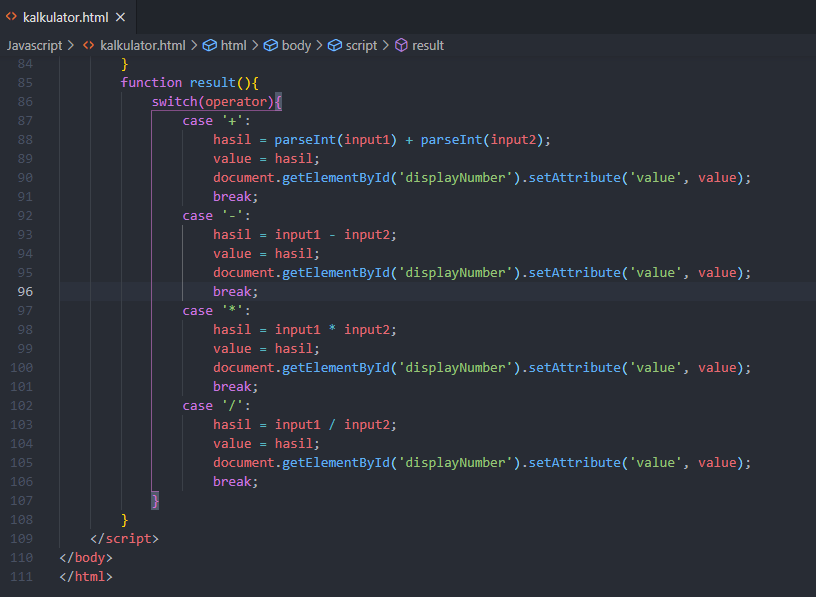 kalkulator.html
Javascript > kalkulator.html > html > body > script > result
84 }
85 function result(){
86 switch(operator){
87 case '+':
88 hasil = parseInt(input1) + parseInt(input2);
89 value = hasil;
90 document.getElementById('displayNumber').setAttribute('value', value);
91 break;
92 case '-':
93 hasil = input1 - input2;
94 value = hasil;
95 document.getElementById('displayNumber').setAttribute('value', value);
96 break;
97 case '*':
98 hasil = input1 * input2;
99 value = hasil;
100 document.getElementById('displayNumber').setAttribute('value', value);
101 break;
102 case '/':
103 hasil = input1 / input2;
104 value = hasil;
105 document.getElementById('displayNumber').setAttribute('value', value);
106 break;
107 }
108 }
109 </script>
110 </body>
111 </html>